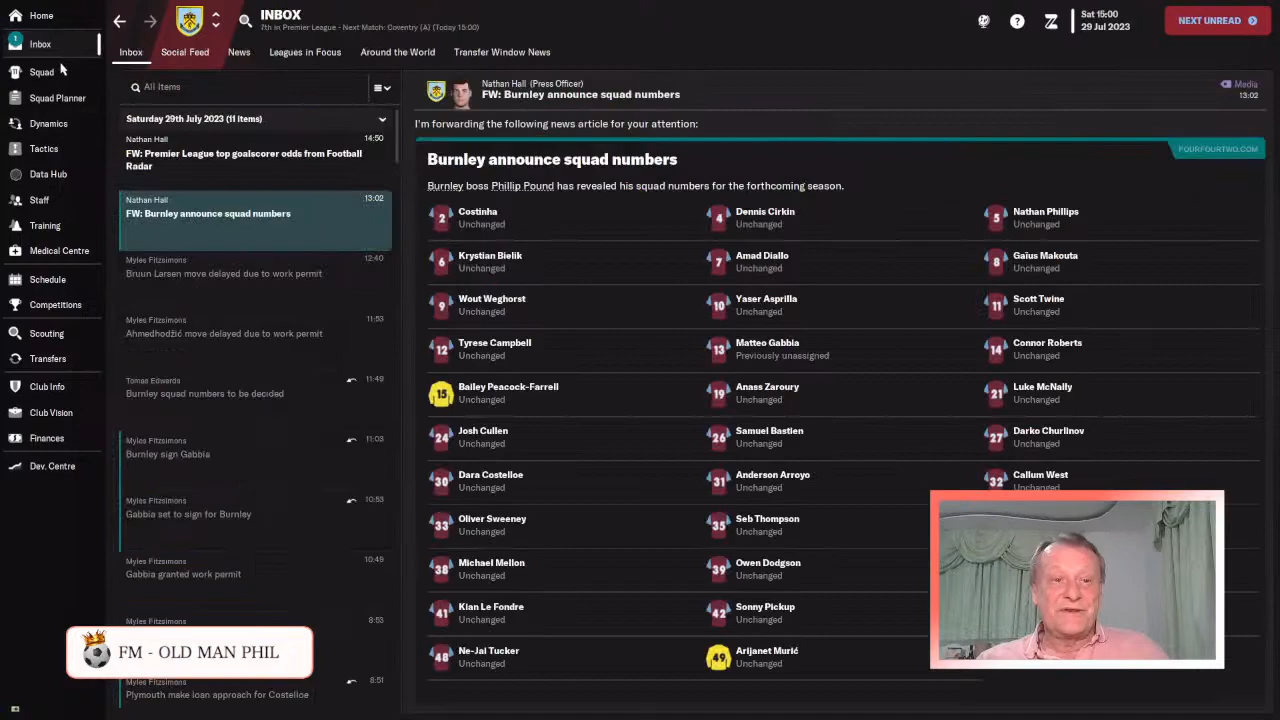 Home
INBOX
7th in Premier League - Next Match: Coventry (A) (Today 15:00)
Sat 15:00
29 Jul 2023
NEXT UNREAD
1
Inbox
Squad
Squad Planner
Dynamics
Tactics
Data Hub
Staff
Training
Medical Centre
Schedule
Competitions
Scouting
Transfers
Club Info
Club Vision
Finances
Dev. Centre
Inbox
Social Feed
News
Leagues in Focus
Around the World
Transfer Window News
All Items
Saturday 29th July 2023 (11 items)
Nathan Hall
14:50
FW: Premier League top goalscorer odds from Football
Radar
Nathan Hall
13:02
FW: Burnley announce squad numbers
Myles Fitzsimons
12:40
Bruun Larsen move delayed due to work permit
Myles Fitzsimons
11:53
Ahmedhodžić move delayed due to work permit
Tomas Edwards
11:49
Burnley squad numbers to be decided
Myles Fitzsimons
11:03
Burnley sign Gabbia
Myles Fitzsimons
10:53
Gabbia set to sign for Burnley
Myles Fitzsimons
10:49
Gabbia granted work permit
8:53
FM - OLD MAN PHIL
Myles Fitzsimons
8:51
Plymouth make loan approach for Costelloe
Nathan Hall (Press Officer)
FW: Burnley announce squad numbers
Media
13:02
I'm forwarding the following news article for your attention:
FOURFOURTWO.COM
Burnley announce squad numbers
Burnley boss Phillip Pound has revealed his squad numbers for the forthcoming season.
2 Costinha
Unchanged
4 Dennis Cirkin
Unchanged
5 Nathan Phillips
Unchanged
6 Krystian Bielik
Unchanged
7 Amad Diallo
Unchanged
8 Gaïus Makouta
Unchanged
9 Wout Weghorst
Unchanged
10 Yaser Asprilla
Unchanged
11 Scott Twine
Unchanged
12 Tyrese Campbell
Unchanged
13 Matteo Gabbia
Previously unassigned
14 Connor Roberts
Unchanged
15 Bailey Peacock-Farrell
Unchanged
19 Anass Zaroury
Unchanged
21 Luke McNally
Unchanged
24 Josh Cullen
Unchanged
26 Samuel Bastien
Unchanged
27 Darko Churlinov
Unchanged
30 Dara Costelloe
Unchanged
31 Anderson Arroyo
Unchanged
32 Callum West
Unchanged
33 Oliver Sweeney
Unchanged
35 Seb Thompson
Unchanged
38 Michael Mellon
Unchanged
39 Owen Dodgson
Unchanged
41 Kian Le Fondre
Unchanged
42 Sonny Pickup
Unchanged
48 Ne-Jai Tucker
Unchanged
49 Arijanet Murić
Unchanged